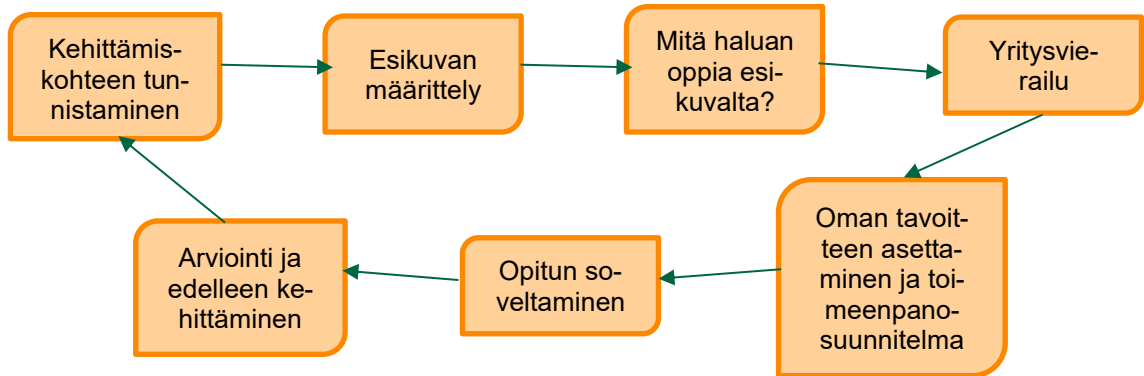 Kehittämis-
kohteen tun-
nistaminen
Esikuvan
määrittely
Mitä haluan
oppia esi-
kuvalta?
Yritysvie-
railu
Oman tavoit-
teen asetta-
minen ja toi-
meenpano-
suunnitelma
Opitun so-
veltaminen
Arviointi ja
edelleen ke-
hittäminen